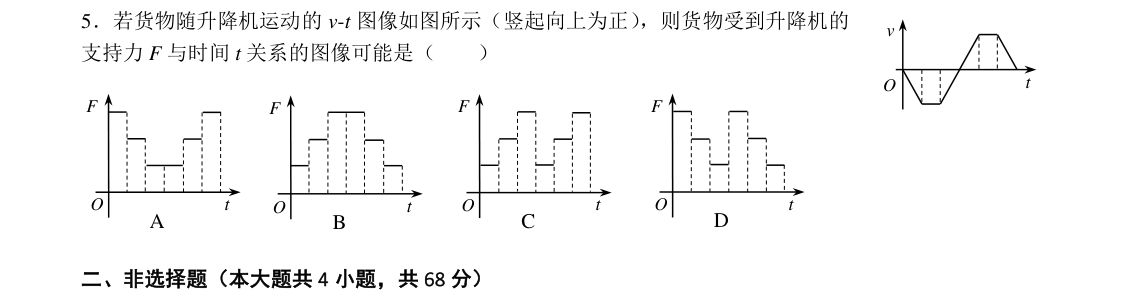 5．若货物随升降机运动的 v-t 图像如图所示（竖起向上为正），则货物受到升降机的
支持力 F 与时间 t 关系的图像可能是（　　）
v
O
t
F
O
t
A
F
O
t
B
F
O
t
C
F
O
t
D
二、非选择题（本大题共 4 小题，共 68 分）